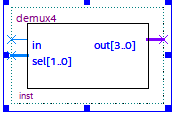 demux4
in out[3..0]
sel[1..0]
inst